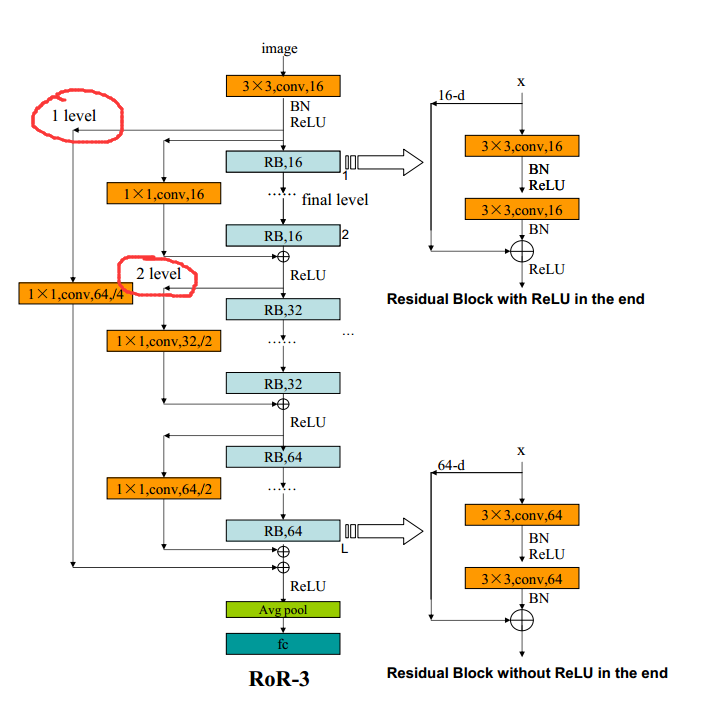 image
3×3,conv,16
BN
ReLU
1 level
RB,16
1
1×1,conv,16
...... final level
RB,16
2
ReLU
2 level
1×1,conv,64,/4
RB,32
1×1,conv,32,/2
......
...
RB,32
ReLU
RB,64
1×1,conv,64,/2
......
RB,64
L
ReLU
Avg pool
fc
RoR-3
x
16-d
3×3,conv,16
BN
ReLU
3×3,conv,16
BN
ReLU
Residual Block with ReLU in the end
x
64-d
3×3,conv,64
BN
ReLU
3×3,conv,64
BN
Residual Block without ReLU in the end